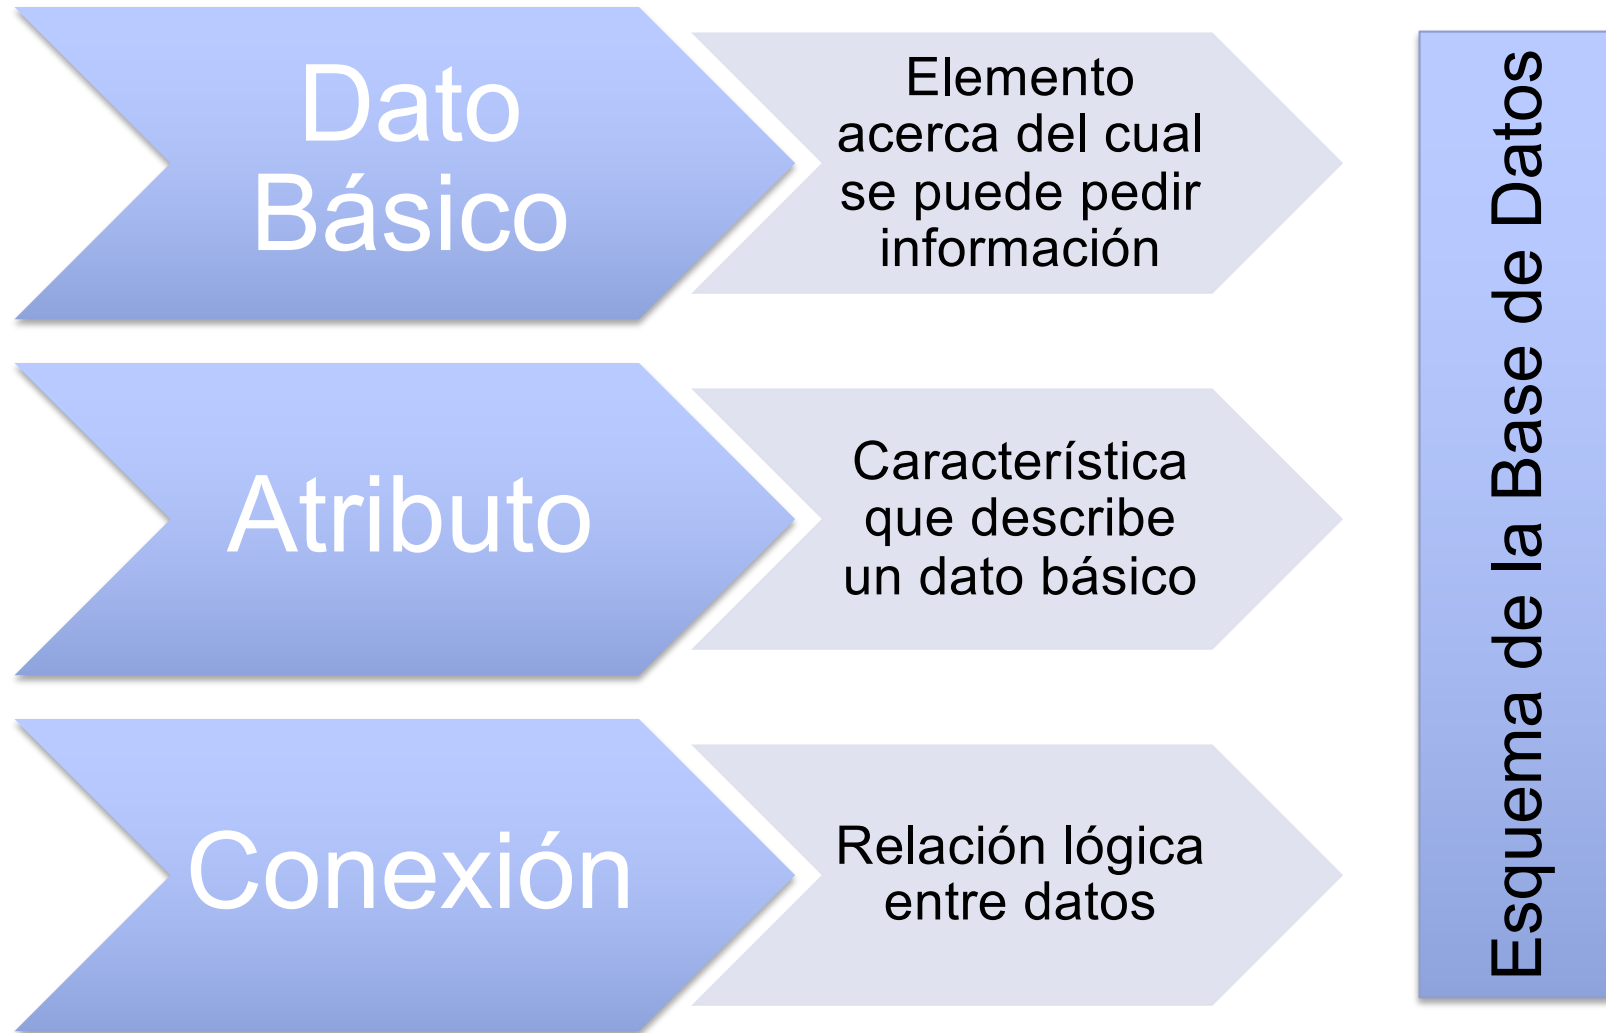 Dato
Básico
Elemento
acerca del cual
se puede pedir
información
Atributo
Característica
que describe
un dato básico
Conexión
Relación lógica
entre datos
Esquema de la Base de Datos